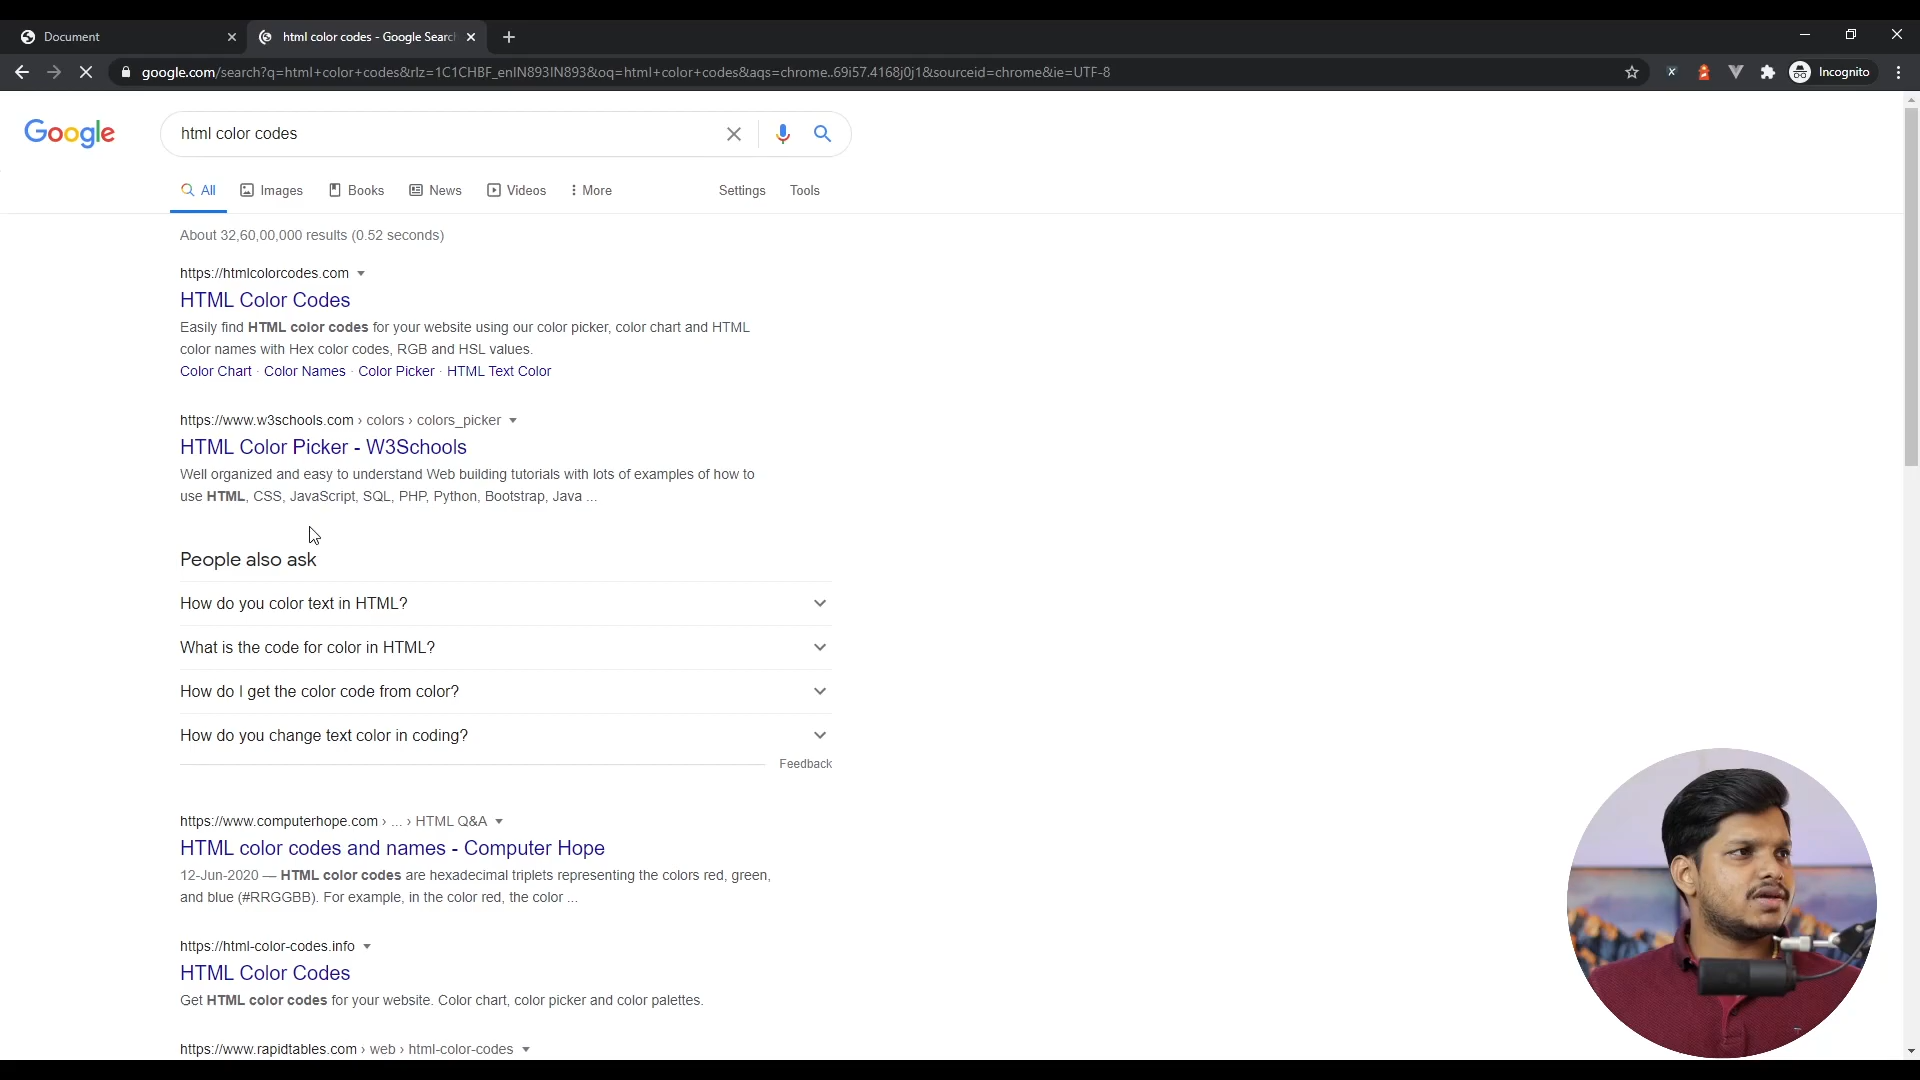 Document
html color codes - Google Search
google.com/search?q=html+color+codes&rlz=1C1CHBF_enIN893IN893&oq=html+color+codes&aqs=chrome..69i57.4168j0j1&sourceid=chrome&ie=UTF-8
Incognito
Google
html color codes
All Images Books News Videos More Settings Tools
About 32,60,00,000 results (0.52 seconds)
https://htmlcolorcodes.com
HTML Color Codes
Easily find HTML color codes for your website using our color picker, color chart and HTML
color names with Hex color codes, RGB and HSL values.
Color Chart · Color Names · Color Picker · HTML Text Color
https://www.w3schools.com › colors › colors_picker
HTML Color Picker - W3Schools
Well organized and easy to understand Web building tutorials with lots of examples of how to
use HTML, CSS, JavaScript, SQL, PHP, Python, Bootstrap, Java ...
People also ask
How do you color text in HTML?
What is the code for color in HTML?
How do I get the color code from color?
How do you change text color in coding?
Feedback
https://www.computerhope.com › ... › HTML Q&A
HTML color codes and names - Computer Hope
12-Jun-2020 — HTML color codes are hexadecimal triplets representing the colors red, green,
and blue (#RRGGBB). For example, in the color red, the color ...
https://html-color-codes.info
HTML Color Codes
Get HTML color codes for your website. Color chart, color picker and color palettes.
https://www.rapidtables.com › web › html-color-codes